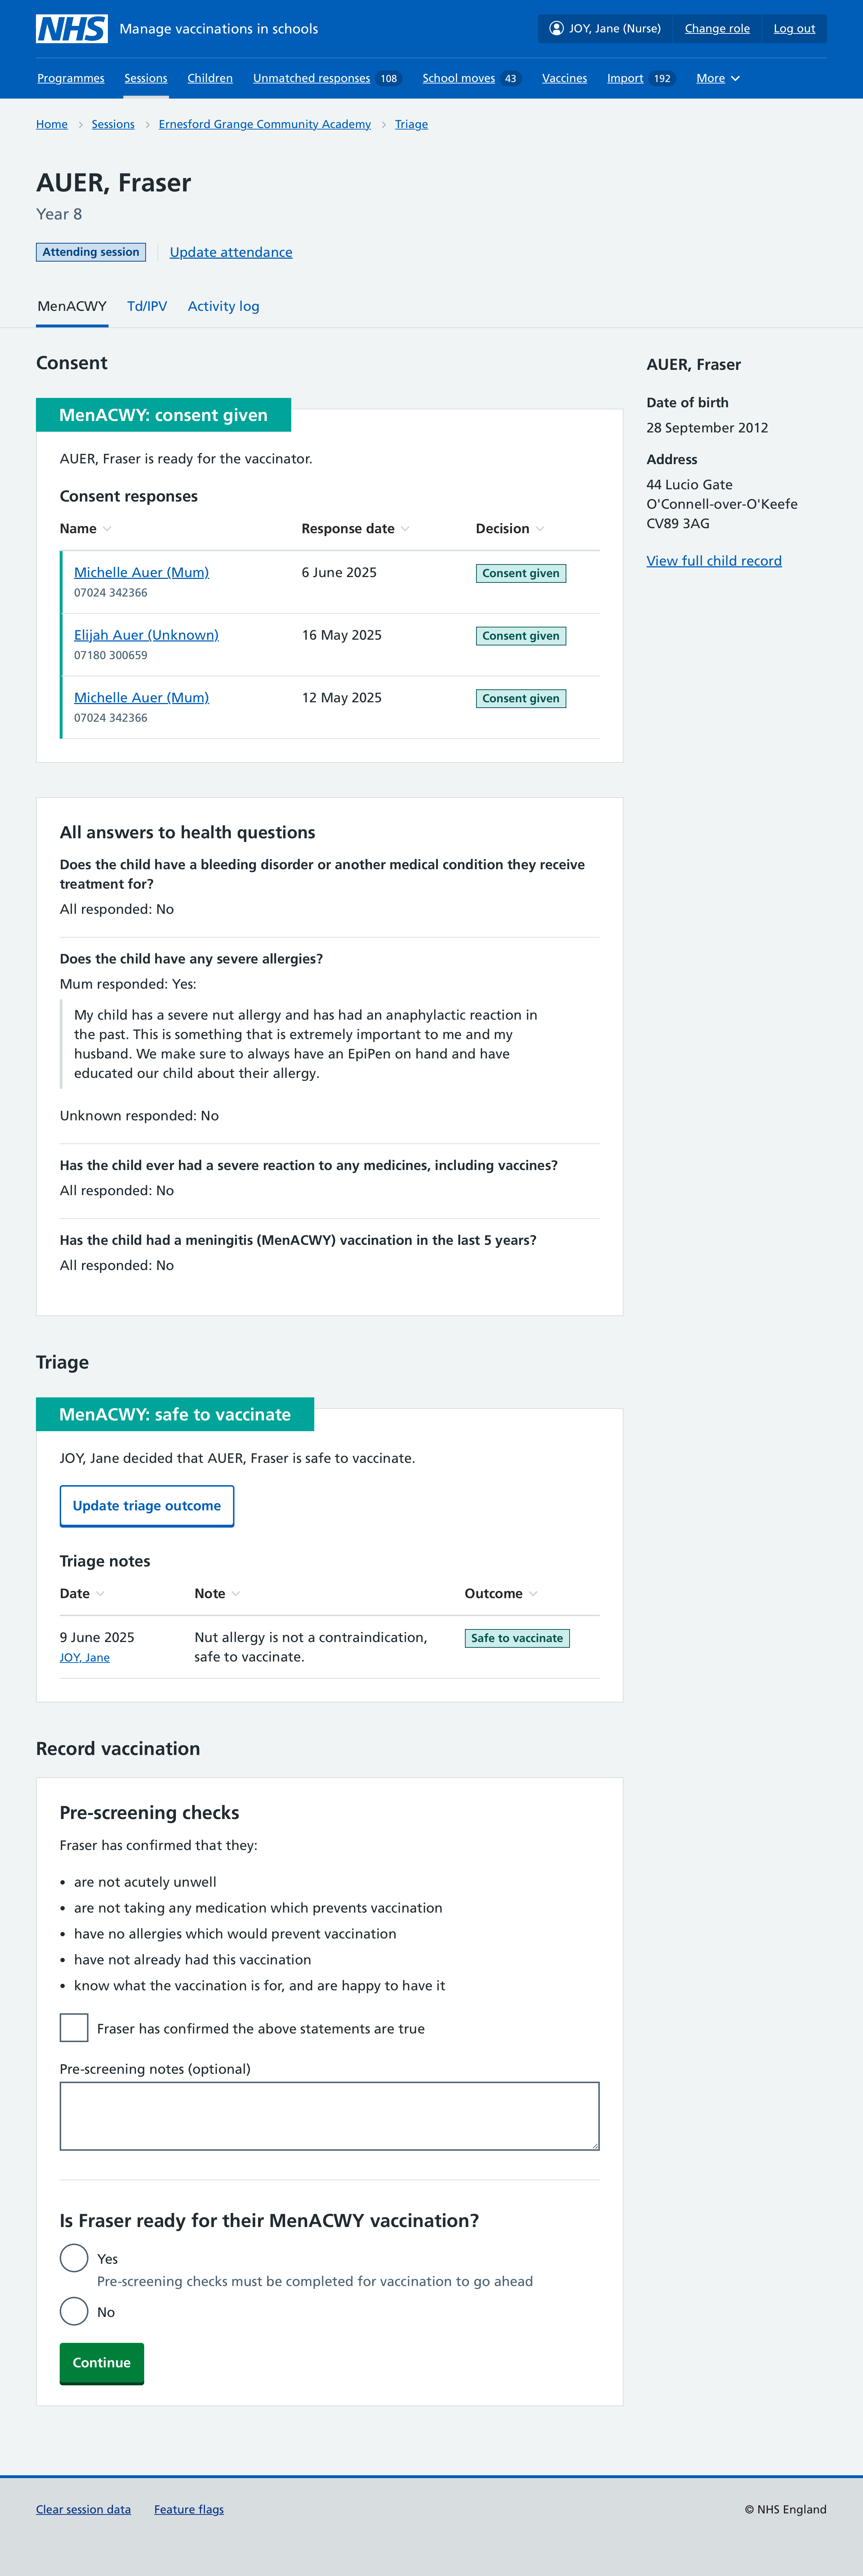 NHS Manage vaccinations in schools JOY, Jane (Nurse) Change role Log out
Programmes Sessions Children Unmatched responses 108 School moves 43 Vaccines Import 192 More
Home Sessions Ernesford Grange Community Academy Triage
AUER, Fraser
Year 8
Attending session Update attendance
MenACWY Td/IPV Activity log
Consent
MenACWY: consent given
AUER, Fraser is ready for the vaccinator.
Consent responses
Name Response date Decision
Michelle Auer (Mum) 6 June 2025 Consent given
07024 342366
Elijah Auer (Unknown) 16 May 2025 Consent given
07180 300659
Michelle Auer (Mum) 12 May 2025 Consent given
07024 342366
AUER, Fraser
Date of birth
28 September 2012
Address
44 Lucio Gate
O'Connell-over-O'Keefe
CV89 3AG
View full child record
All answers to health questions
Does the child have a bleeding disorder or another medical condition they receive
treatment for?
All responded: No
Does the child have any severe allergies?
Mum responded: Yes:
My child has a severe nut allergy and has had an anaphylactic reaction in
the past. This is something that is extremely important to me and my
husband. We make sure to always have an EpiPen on hand and have
educated our child about their allergy.
Unknown responded: No
Has the child ever had a severe reaction to any medicines, including vaccines?
All responded: No
Has the child had a meningitis (MenACWY) vaccination in the last 5 years?
All responded: No
Triage
MenACWY: safe to vaccinate
JOY, Jane decided that AUER, Fraser is safe to vaccinate.
Update triage outcome
Triage notes
Date Note Outcome
9 June 2025 Nut allergy is not a contraindication, Safe to vaccinate
JOY, Jane safe to vaccinate.
Record vaccination
Pre-screening checks
Fraser has confirmed that they:
• are not acutely unwell
• are not taking any medication which prevents vaccination
• have no allergies which would prevent vaccination
• have not already had this vaccination
• know what the vaccination is for, and are happy to have it
Fraser has confirmed the above statements are true
Pre-screening notes (optional)
Is Fraser ready for their MenACWY vaccination?
Yes
Pre-screening checks must be completed for vaccination to go ahead
No
Continue
Clear session data Feature flags © NHS England